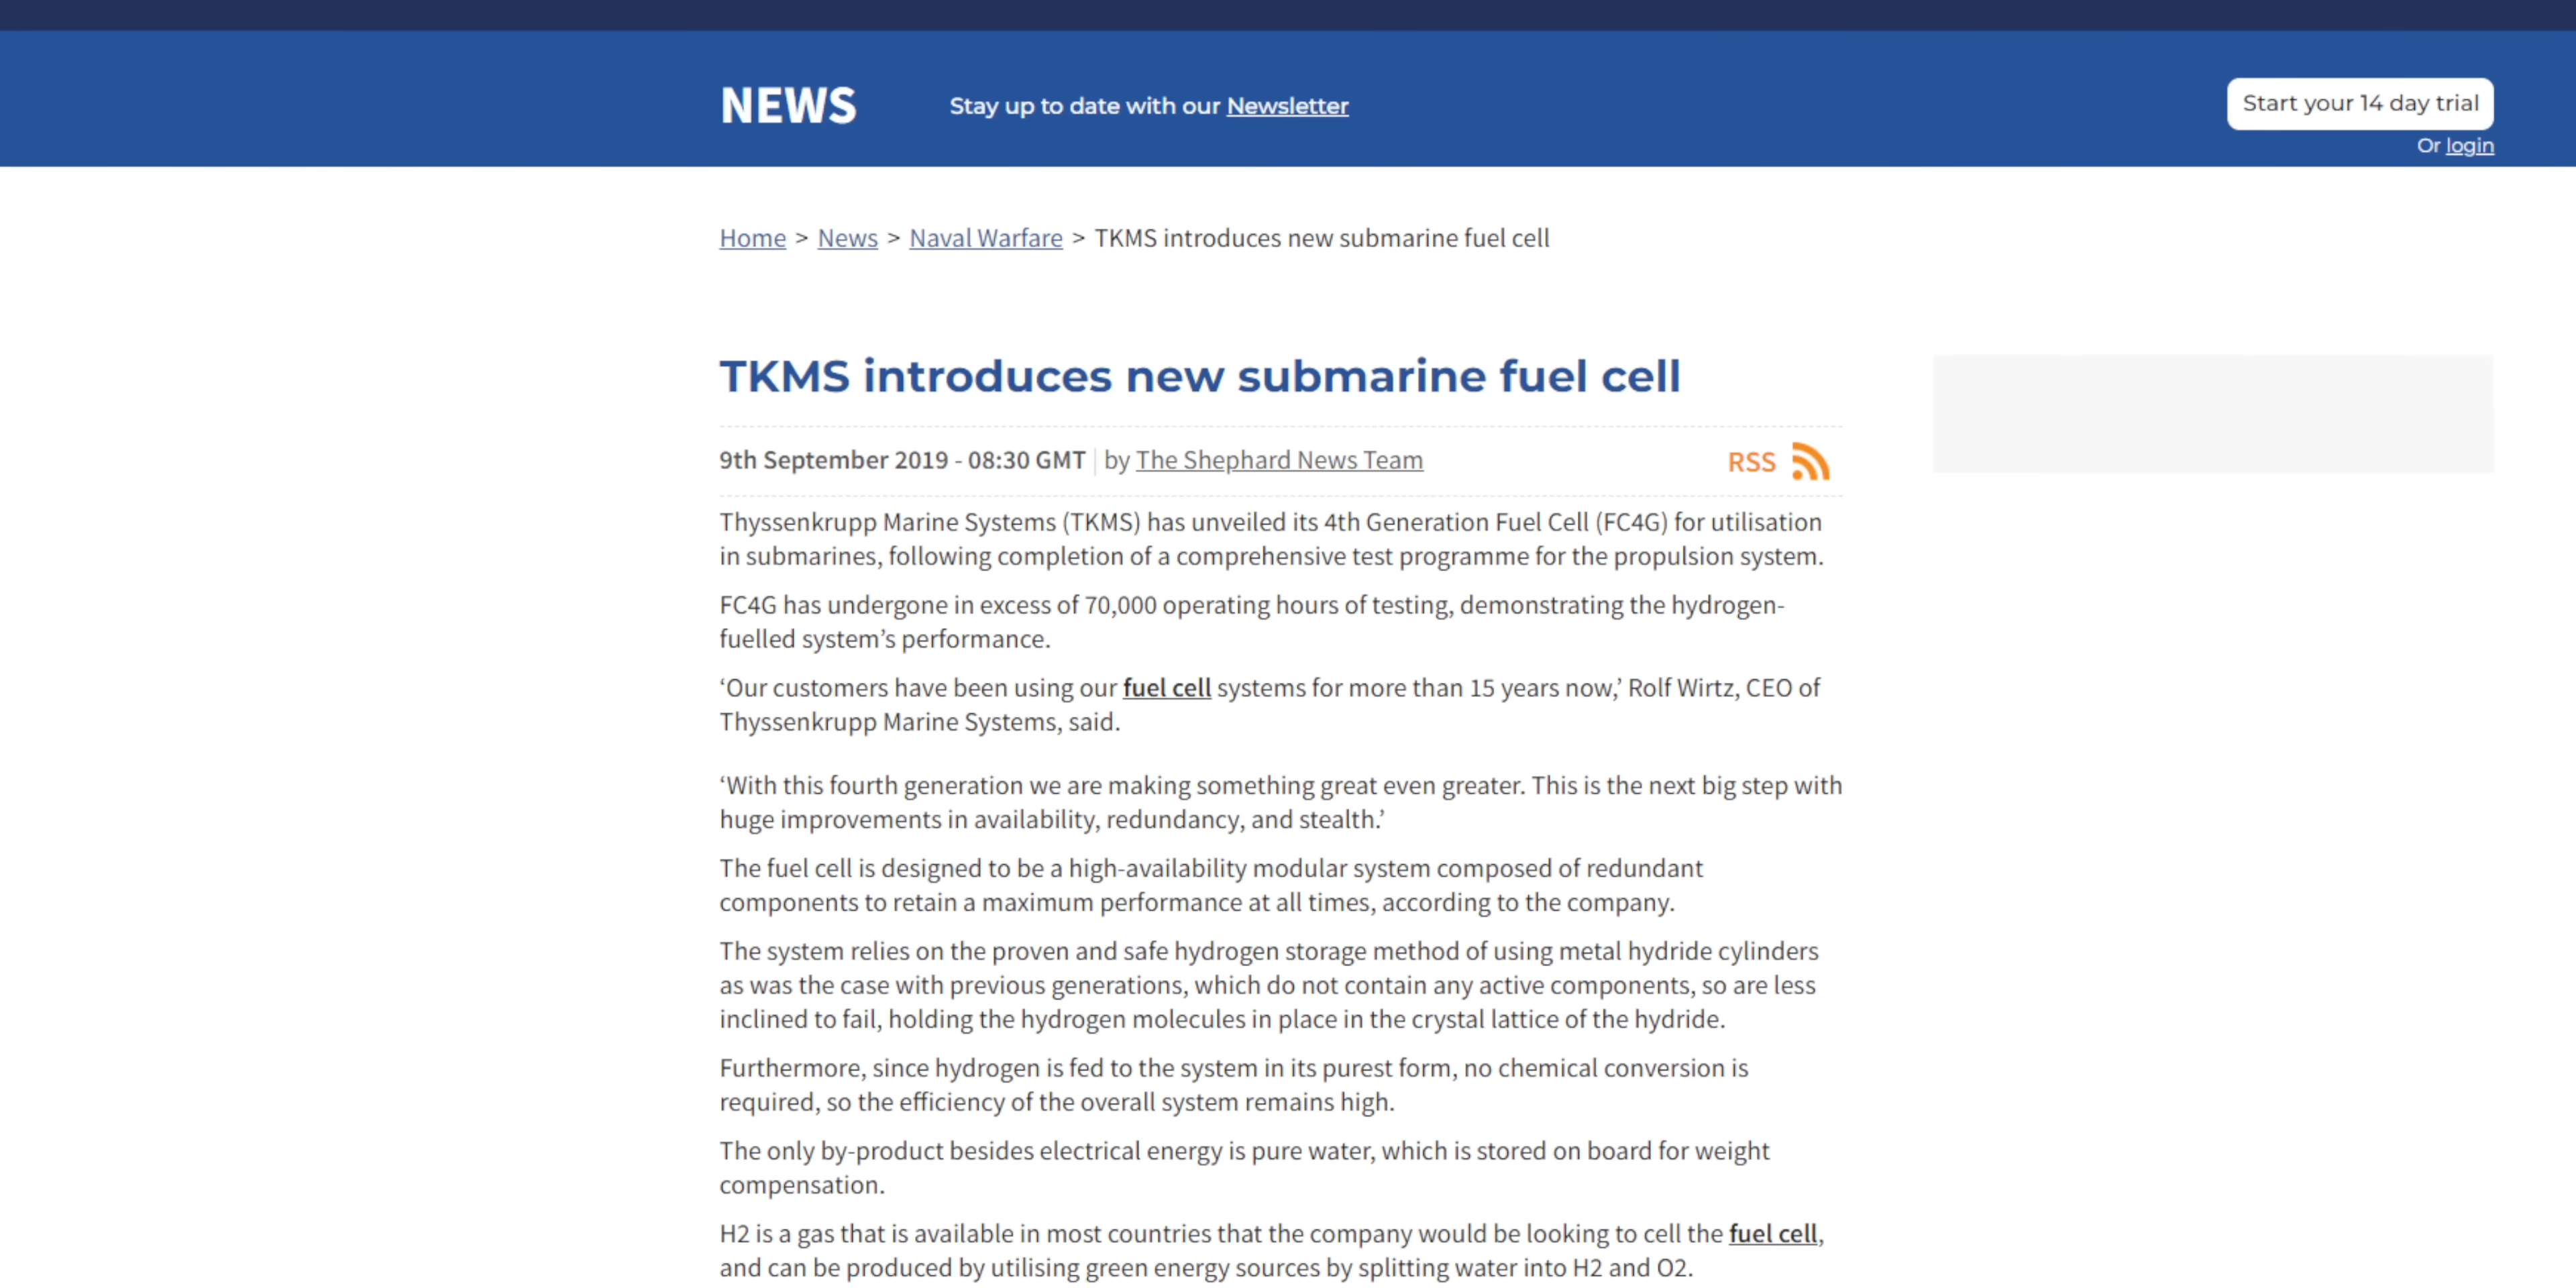 NEWS
Stay up to date with our Newsletter
Start your 14 day trial
Or login
Home > News > Naval Warfare > TKMS introduces new submarine fuel cell
TKMS introduces new submarine fuel cell
9th September 2019 - 08:30 GMT | by The Shephard News Team
RSS
Thyssenkrupp Marine Systems (TKMS) has unveiled its 4th Generation Fuel Cell (FC4G) for utilisation
in submarines, following completion of a comprehensive test programme for the propulsion system.
FC4G has undergone in excess of 70,000 operating hours of testing, demonstrating the hydrogen-
fuelled system’s performance.
‘Our customers have been using our fuel cell systems for more than 15 years now,’ Rolf Wirtz, CEO of
Thyssenkrupp Marine Systems, said.
‘With this fourth generation we are making something great even greater. This is the next big step with
huge improvements in availability, redundancy, and stealth.’
The fuel cell is designed to be a high-availability modular system composed of redundant
components to retain a maximum performance at all times, according to the company.
The system relies on the proven and safe hydrogen storage method of using metal hydride cylinders
as was the case with previous generations, which do not contain any active components, so are less
inclined to fail, holding the hydrogen molecules in place in the crystal lattice of the hydride.
Furthermore, since hydrogen is fed to the system in its purest form, no chemical conversion is
required, so the efficiency of the overall system remains high.
The only by-product besides electrical energy is pure water, which is stored on board for weight
compensation.
H2 is a gas that is available in most countries that the company would be looking to cell the fuel cell,
and can be produced by utilising green energy sources by splitting water into H2 and O2.